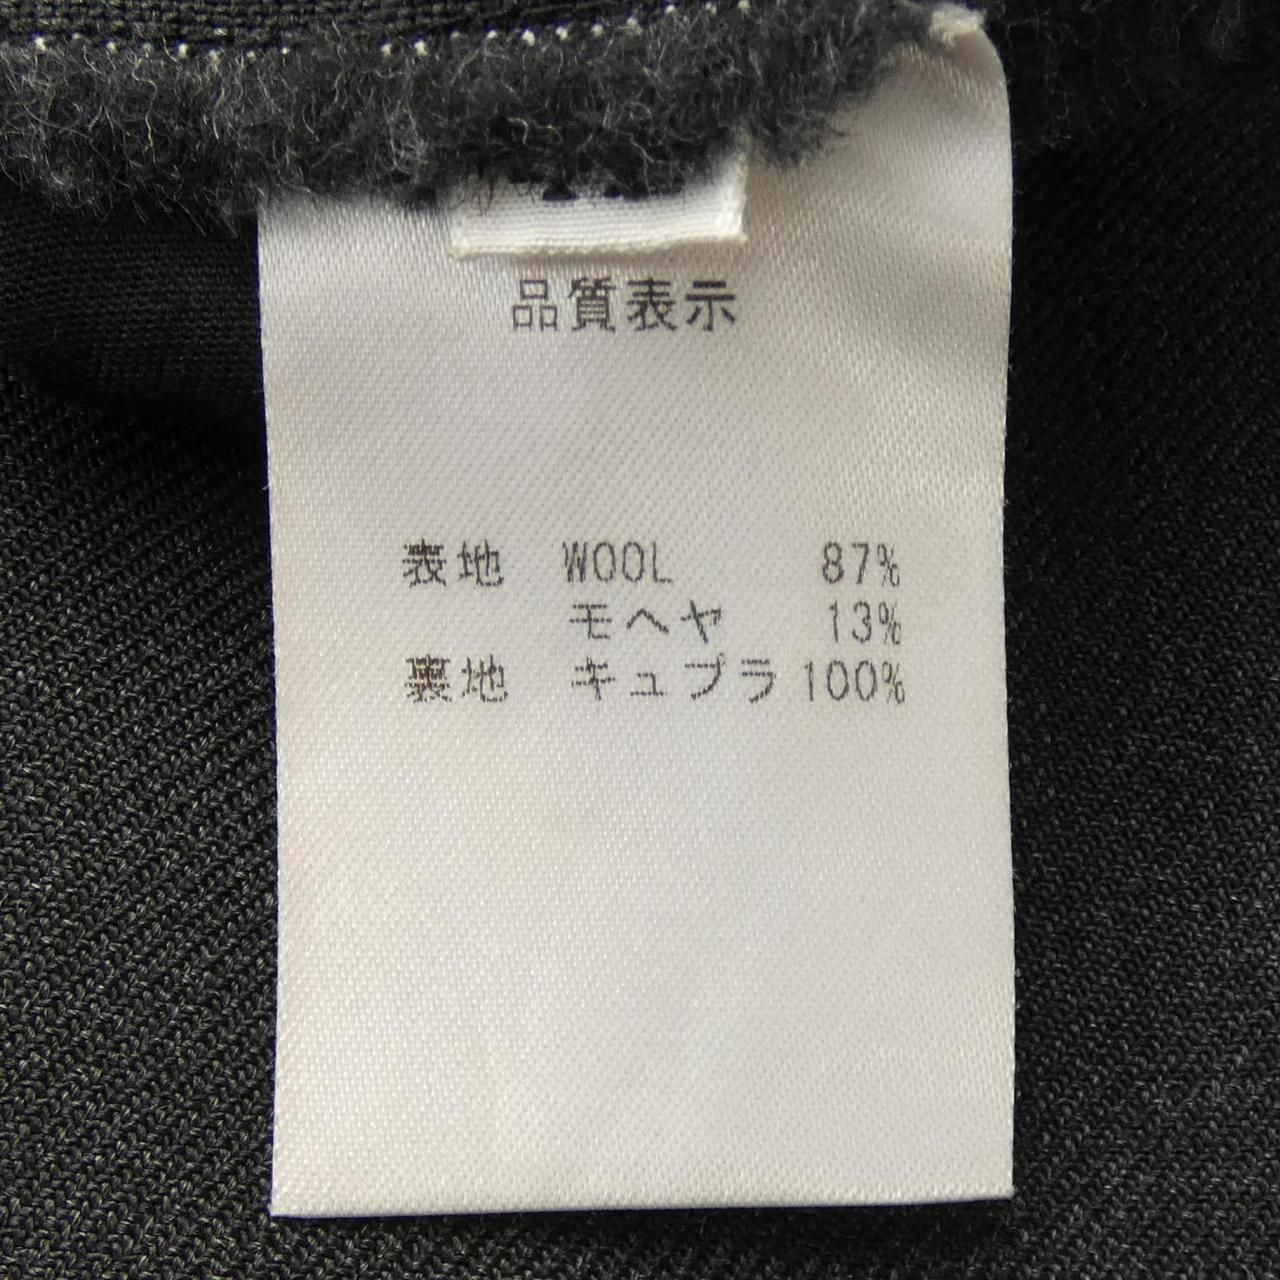 品質表示
表地 WOOL 87%
モヘヤ 13%
裏地 キュプラ 100%